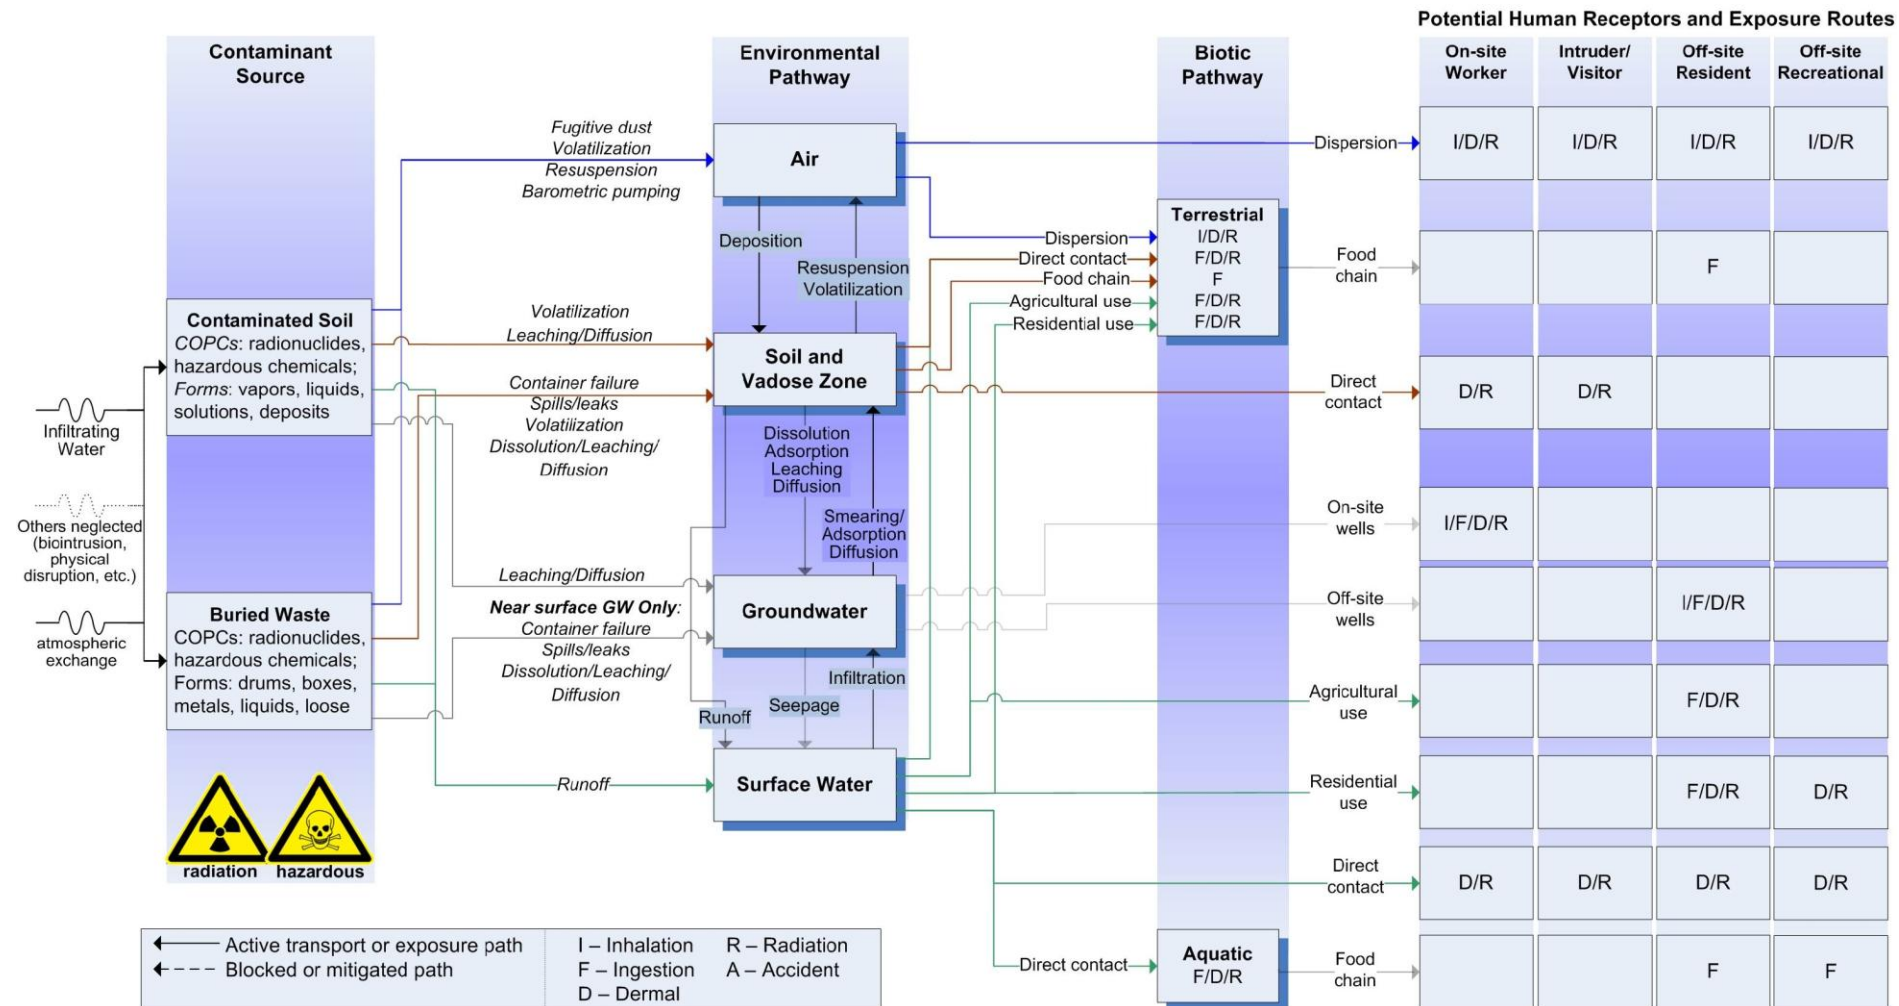 Potential Human Receptors and Exposure Routes
Contaminant
Source
Environmental
Pathway
Biotic
Pathway
On-site
Worker
Intruder/
Visitor
Off-site
Resident
Off-site
Recreational
Fugitive dust
Volatilization
Resuspension
Barometric pumping
Air
Dispersion
I/D/R
I/D/R
I/D/R
I/D/R
Deposition
Resuspension
Volatilization
Dispersion
Direct contact
Food chain
Agricultural use
Residential use
Terrestrial
I/D/R
F/D/R
F
F/D/R
F/D/R
Food
chain
F
Contaminated Soil
COPCs: radionuclides,
hazardous chemicals;
Forms: vapors, liquids,
solutions, deposits
Volatilization
Leaching/Diffusion
Container failure
Spills/leaks
Volatilization
Dissolution/Leaching/
Diffusion
Soil and
Vadose Zone
Direct
contact
D/R
D/R
Infiltrating
Water
Others neglected
(biointrusion,
physical
disruption, etc.)
atmospheric
exchange
Dissolution
Adsorption
Leaching
Diffusion
Smearing/
Adsorption
Diffusion
On-site
wells
I/F/D/R
Buried Waste
COPCs: radionuclides,
hazardous chemicals;
Forms: drums, boxes,
metals, liquids, loose
Leaching/Diffusion
Near surface GW Only:
Container failure
Spills/leaks
Dissolution/Leaching/
Diffusion
Groundwater
Off-site
wells
I/F/D/R
Infiltration
Seepage
Runoff
Agricultural
use
F/D/R
Runoff
Surface Water
Residential
use
F/D/R
D/R
radiation
hazardous
Direct
contact
D/R
D/R
D/R
D/R
Direct contact
Aquatic
F/D/R
Food
chain
F
F
Active transport or exposure path
Blocked or mitigated path
I – Inhalation
F – Ingestion
D – Dermal
R – Radiation
A – Accident